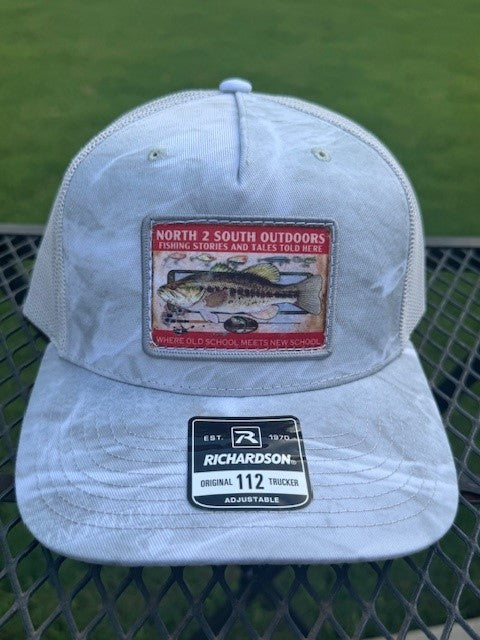 NORTH 2 SOUTH OUTDOORS
FISHING STORIES AND TALES TOLD HERE
WHERE OLD SCHOOL MEETS NEW SCHOOL
EST. R 1970
RICHARDSON®
ORIGINAL 112 TRUCKER
ADJUSTABLE